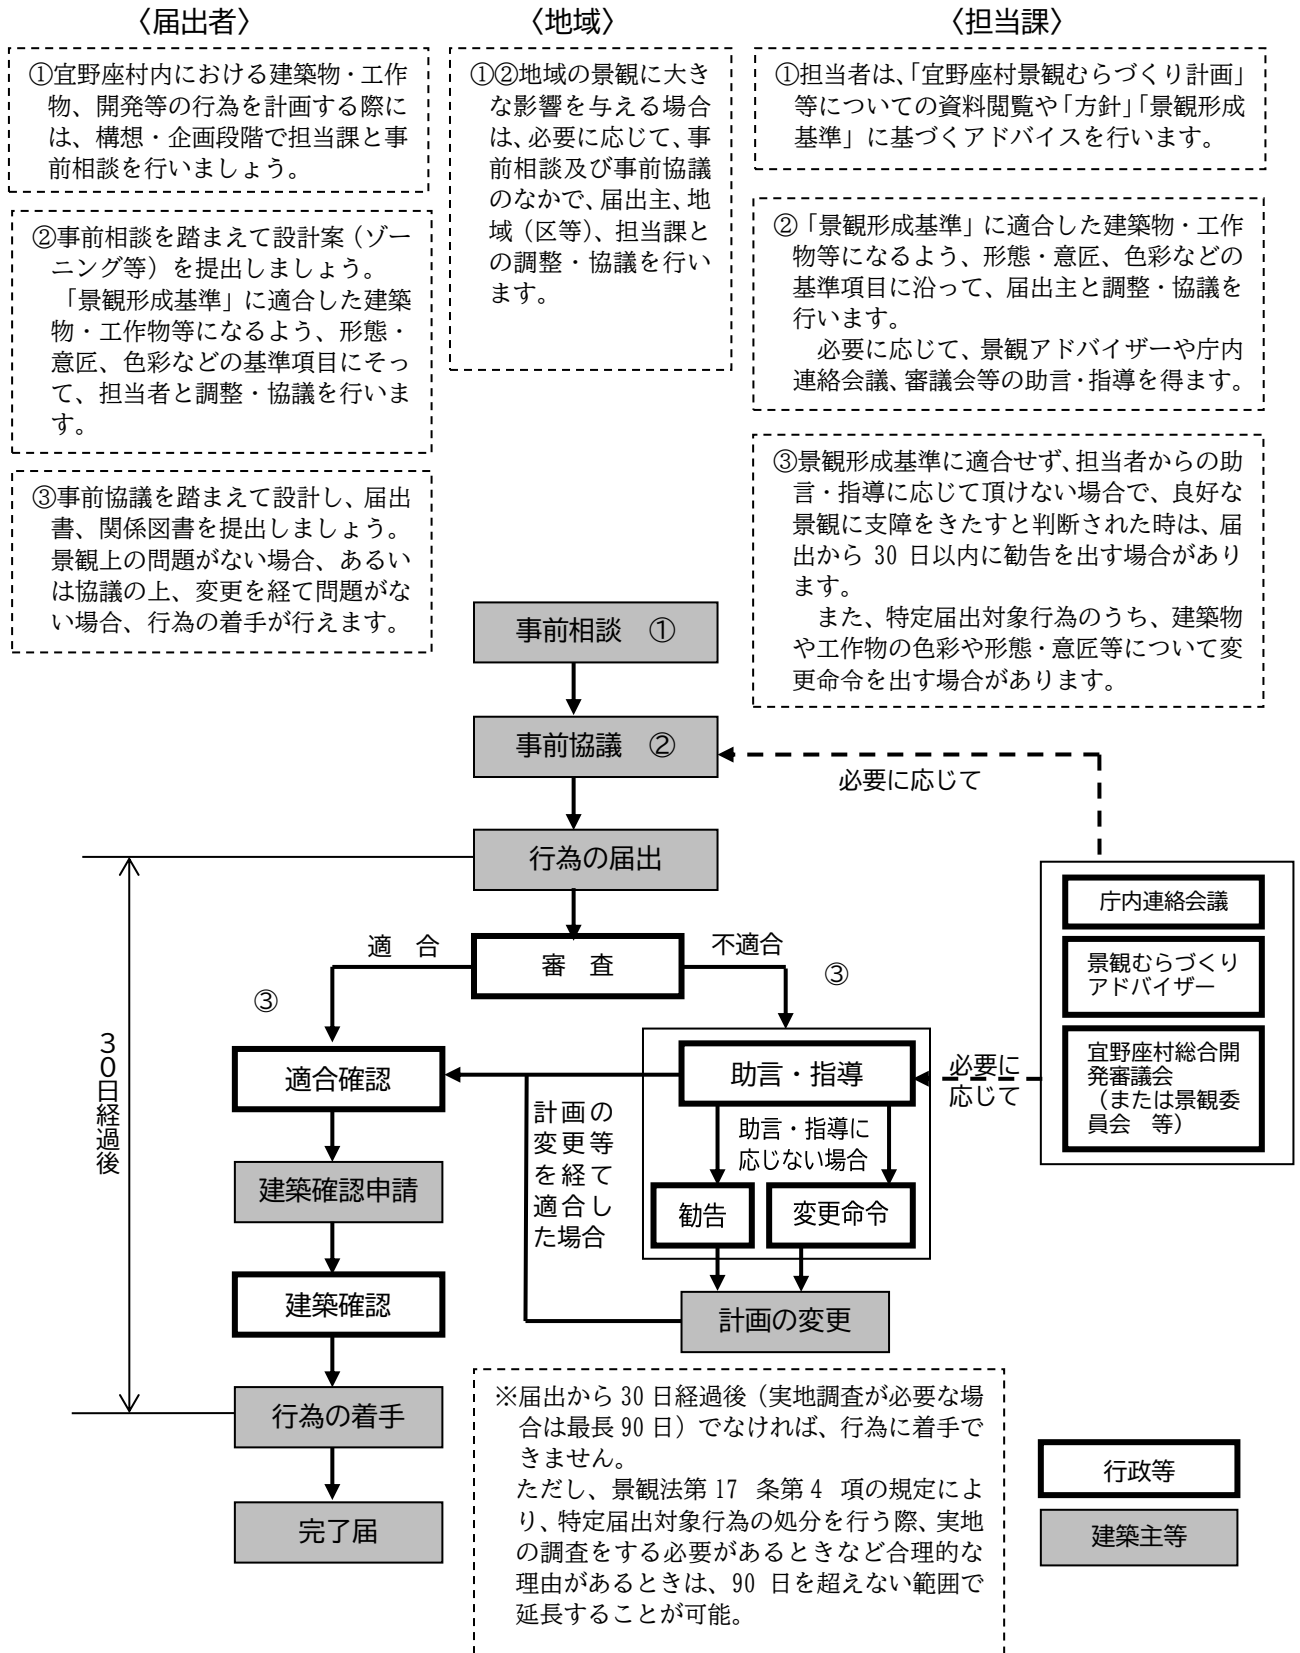 〈届出者〉
①宜野座村内における建築物・工作
物、開発等の行為を計画する際に
は、構想・企画段階で担当課と事
前相談を行いましょう。
②事前相談を踏まえて設計案（ゾー
ニング等）を提出しましょう。
「景観形成基準」に適合した建築
物・工作物等になるよう、形態・
意匠、色彩などの基準項目にそっ
て、担当者と調整・協議を行いま
す。
③事前協議を踏まえて設計し、届出
書、関係図書を提出しましょう。
景観上の問題がない場合、あるい
は協議の上、変更を経て問題がな
い場合、行為の着手が行えます。
〈地域〉
①②地域の景観に大き
な影響を与える場合
は、必要に応じて、事
前相談及び事前協議
のなかで、届出主、地
域（区等）、担当課と
の調整・協議を行い
ます。
〈担当課〉
①担当者は、「宜野座村景観むらづくり計画」
等についての資料閲覧や「方針」「景観形成
基準」に基づくアドバイスを行います。
②「景観形成基準」に適合した建築物・工作
物等になるよう、形態・意匠、色彩などの
基準項目に沿って、届出主と調整・協議を
行います。
必要に応じて、景観アドバイザーや庁内
連絡会議、審議会等の助言・指導を得ます。
③景観形成基準に適合せず、担当者からの助
言・指導に応じて頂けない場合で、良好な
景観に支障をきたすと判断された時は、届
出から 30 日以内に勧告を出す場合があり
ます。
また、特定届出対象行為のうち、建築物
や工作物の色彩や形態・意匠等について変
更命令を出す場合があります。
事前相談 ①
事前協議 ②
必要に応じて
行為の届出
庁内連絡会議
景観むらづくり
アドバイザー
宜野座村総合開
発審議会
（または景観委
員会 等）
適 合
審 査
不適合
③
③
30日経過後
適合確認
助言・指導
必要に
応じて
計画の
変更等
を経て
適合し
た場合
助言・指導に
応じない場合
建築確認申請
勧告
変更命令
建築確認
計画の変更
行為の着手
完了届
※届出から 30 日経過後（実地調査が必要な場
合は最長 90 日）でなければ、行為に着手で
きません。
ただし、景観法第 17 条第 4 項の規定によ
り、特定届出対象行為の処分を行う際、実地
の調査をする必要があるときなど合理的な
理由があるときは、90 日を超えない範囲で
延長することが可能。
行政等
建築主等